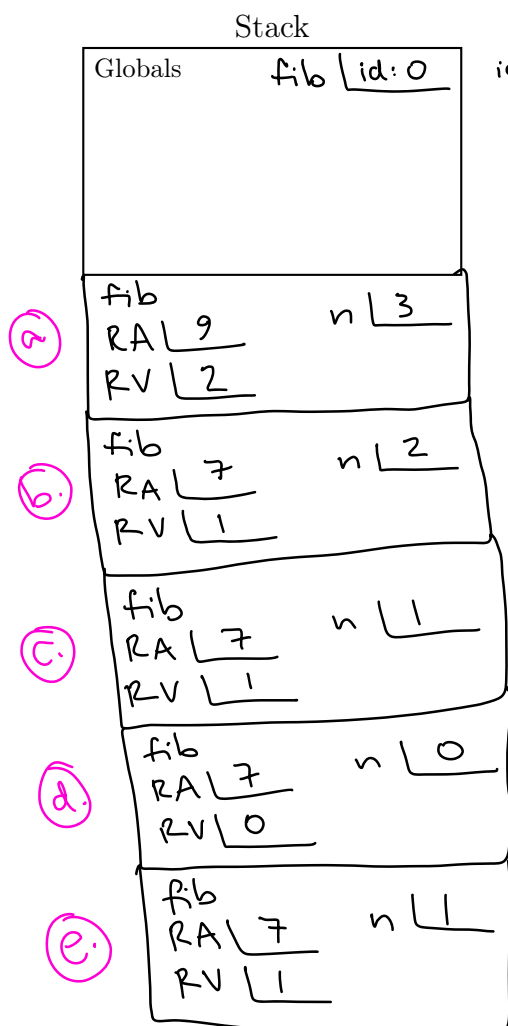 Stack
Globals fib id: 0 id
a
fib n 3
RA 9
RV 2
b.
fib n 2
RA 7
RV 1
c.
fib n 1
RA 7
RV 1
d.
fib n 0
RA 7
RV 0
e.
fib n 1
RA 7
RV 1